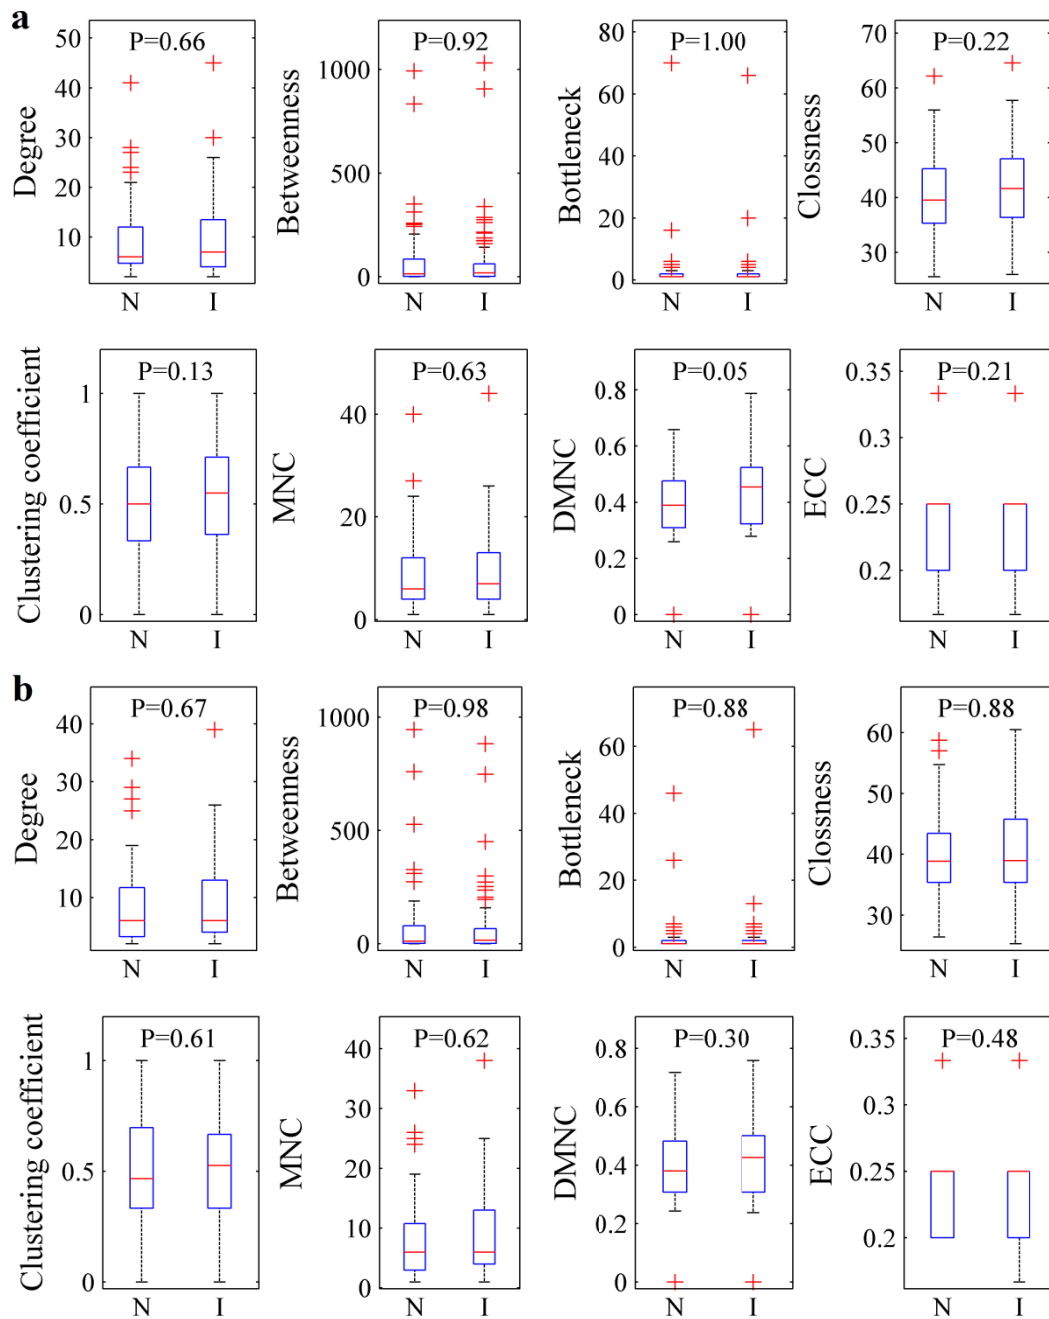 a
Degree
P=0.66
50
40
30
20
10
N I
Betweenness
P=0.92
1000
500
0
N I
Bottleneck
P=1.00
80
60
40
20
0
N I
Clossness
P=0.22
70
60
50
40
30
N I
Clustering coefficient
P=0.13
1
0.5
0
N I
MNC
P=0.63
40
20
0
N I
DMNC
P=0.05
0.8
0.6
0.4
0.2
0
N I
ECC
P=0.21
0.35
0.3
0.25
0.2
N I
b
Degree
P=0.67
40
30
20
10
N I
Betweenness
P=0.98
1000
500
0
N I
Bottleneck
P=0.88
60
40
20
0
N I
Clossness
P=0.88
60
50
40
30
N I
Clustering coefficient
P=0.61
1
0.5
0
N I
MNC
P=0.62
40
30
20
10
0
N I
DMNC
P=0.30
0.8
0.6
0.4
0.2
0
N I
ECC
P=0.48
0.35
0.3
0.25
0.2
N I